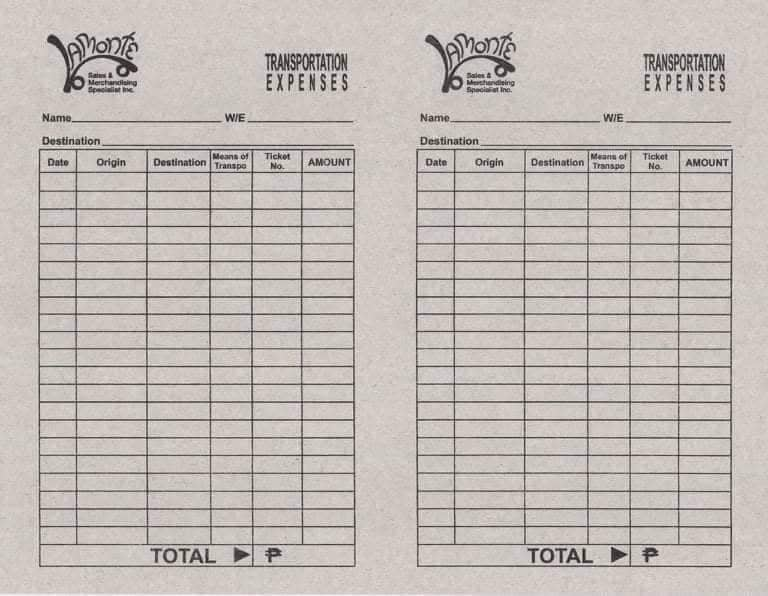 LAMONTE
Sales &
Merchandising
Specialist Inc.
TRANSPORTATION
EXPENSES
Name W/E
Destination
Date Origin Destination Means of Transpo Ticket No. AMOUNT
TOTAL ► ₱
LAMONTE
Sales &
Merchandising
Specialist Inc.
TRANSPORTATION
EXPENSES
Name W/E
Destination
Date Origin Destination Means of Transpo Ticket No. AMOUNT
TOTAL ► ₱